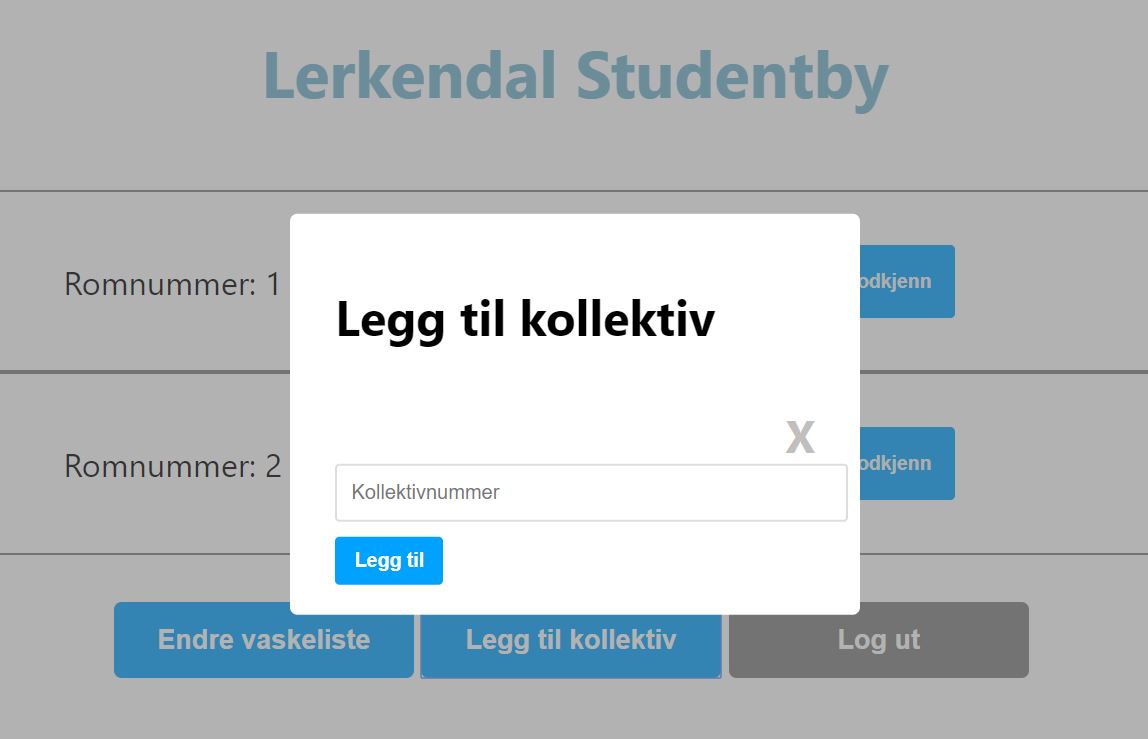 Lerkendal Studentby
Romnummer: 1
odkjenn
Legg til kollektiv
X
Romnummer: 2
odkjenn
Kollektivnummer
Legg til
Endre vaskeliste
Legg til kollektiv
Log ut